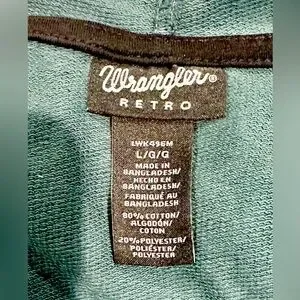 Wrangler®
RETRO
LWK496M
L/G/G
MADE IN
BANGLADESH/
HECHO EN
BANGLADESH/
FABRIQUÉ AU
BANGLADESH
80% COTTON/
ALGODÓN/
COTON
20% POLYESTER/
POLIÉSTER/
POLYESTER